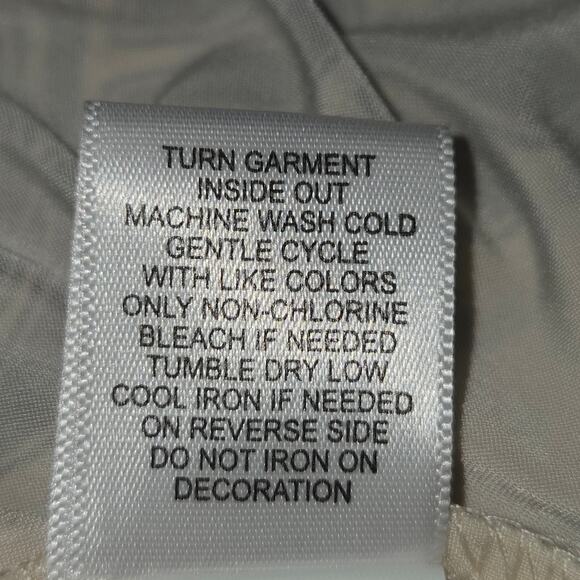 TURN GARMENT
INSIDE OUT
MACHINE WASH COLD
GENTLE CYCLE
WITH LIKE COLORS
ONLY NON-CHLORINE
BLEACH IF NEEDED
TUMBLE DRY LOW
COOL IRON IF NEEDED
ON REVERSE SIDE
DO NOT IRON ON
DECORATION